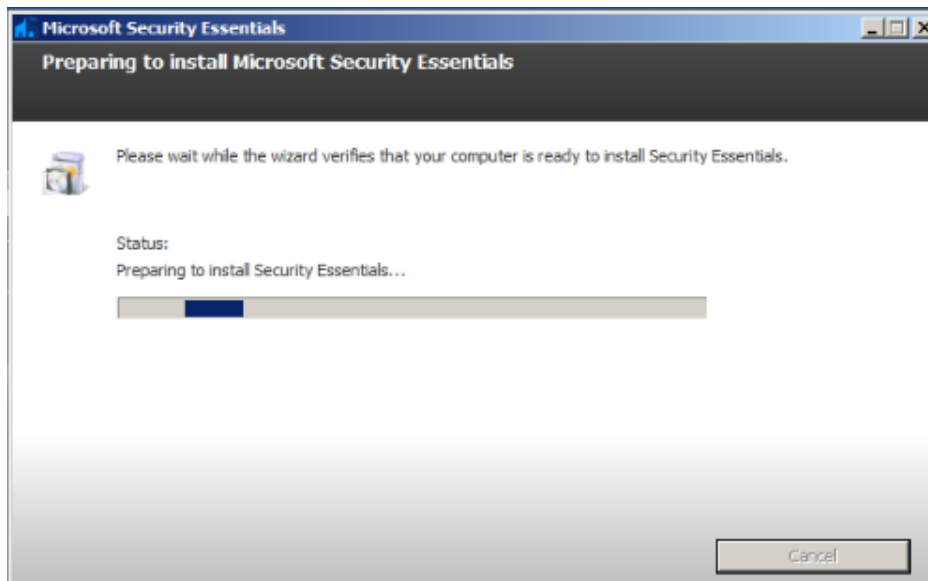 Microsoft Security Essentials
Preparing to install Microsoft Security Essentials
Please wait while the wizard verifies that your computer is ready to install Security Essentials.
Status:
Preparing to install Security Essentials...
Cancel